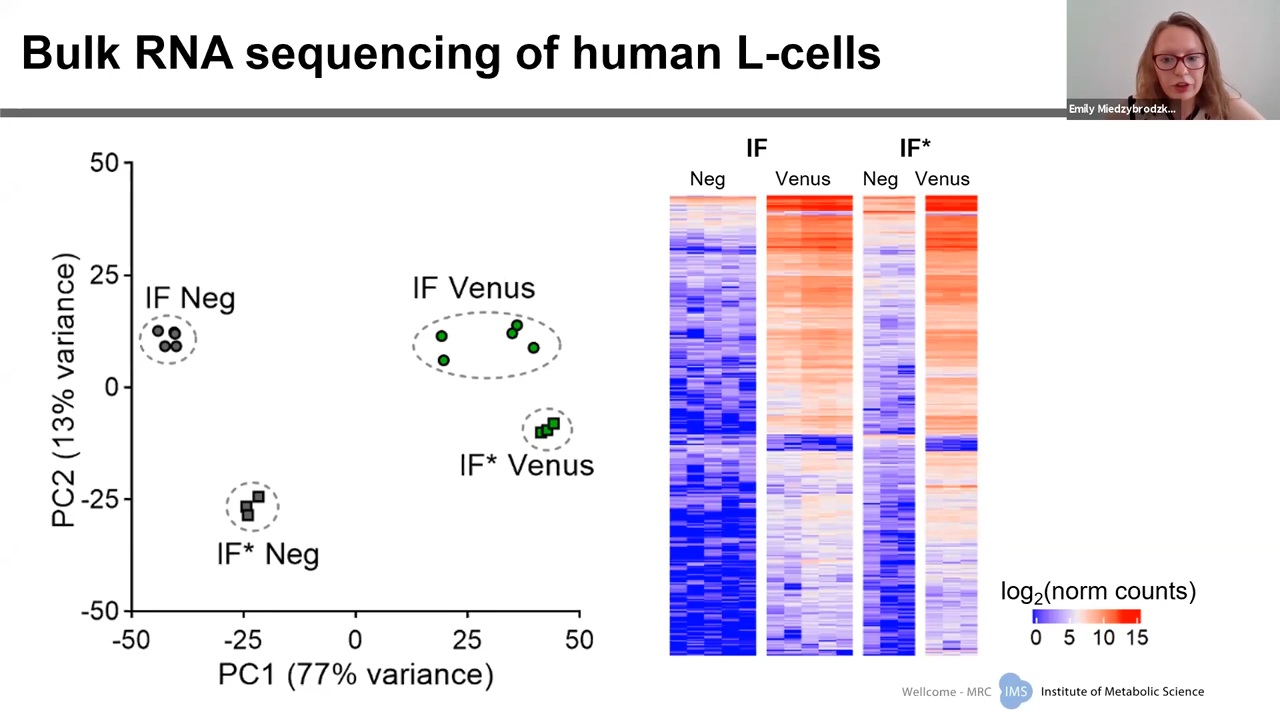 Bulk RNA sequencing of human L-cells
Emily Miedzybrodzk...
50
25
0
-25
-50
-50
-25
0
25
50
PC2 (13% variance)
PC1 (77% variance)
IF Neg
IF Venus
IF* Venus
IF* Neg
IF
IF*
Neg
Venus
Neg
Venus
log2(norm counts)
0 5 10 15
Wellcome - MRC
IMS
Institute of Metabolic Science